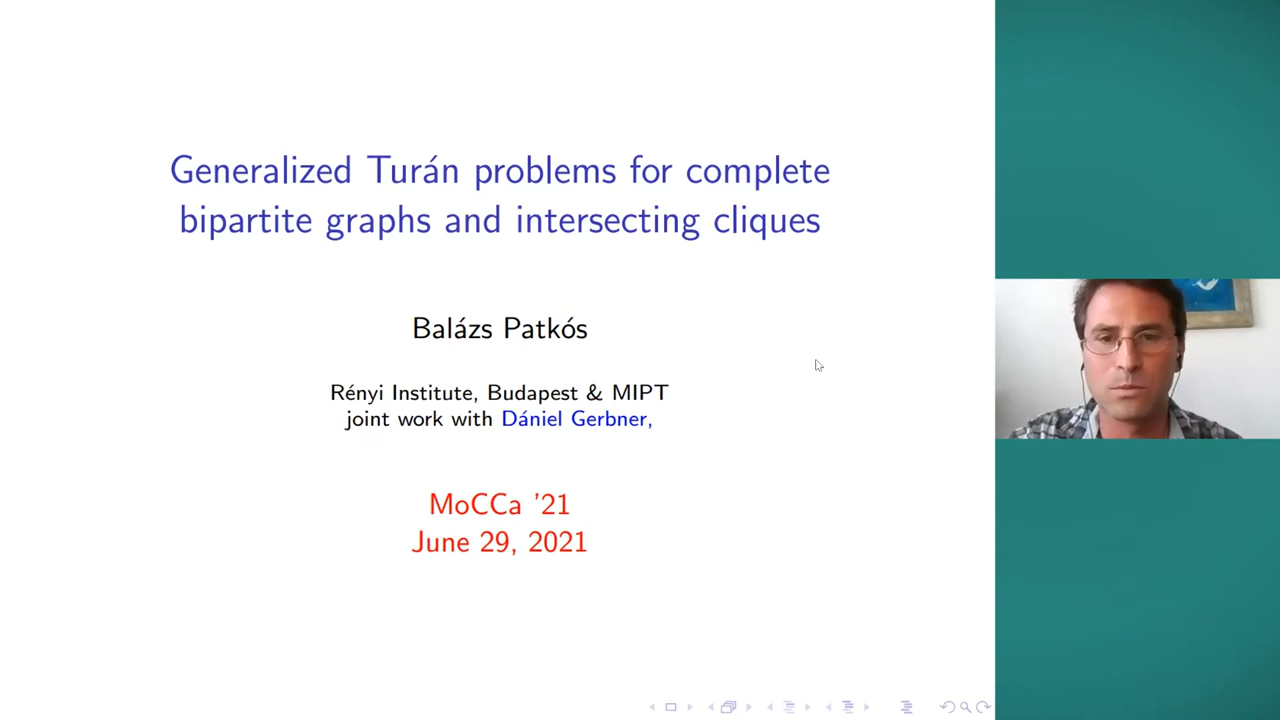 Generalized Turán problems for complete
bipartite graphs and intersecting cliques
Balázs Patkós
Rényi Institute, Budapest & MIPT
joint work with Dániel Gerbner,
MoCCa '21
June 29, 2021